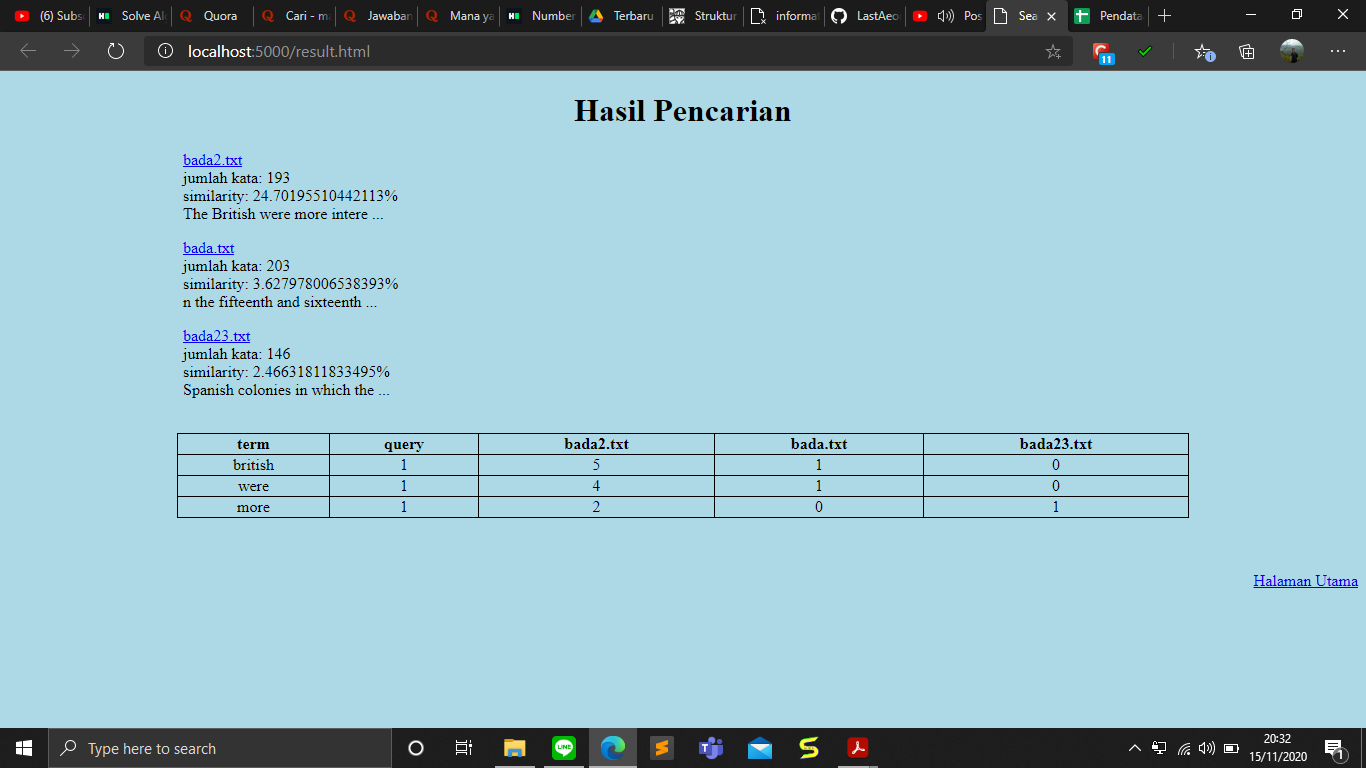 (6) Subs
Solve Al
Quora
Cari - m
Jawaban
Mana ya
Number
Terbaru
Struktur
informat
LastAeo
Pos
Sea
Pendata
localhost:5000/result.html
11
Hasil Pencarian
bada2.txt
jumlah kata: 193
similarity: 24.70195510442113%
The British were more intere ...
bada.txt
jumlah kata: 203
similarity: 3.627978006538393%
n the fifteenth and sixteenth ...
bada23.txt
jumlah kata: 146
similarity: 2.46631811833495%
Spanish colonies in which the ...
term query bada2.txt bada.txt bada23.txt
british 1 5 1 0
were 1 4 1 0
more 1 2 0 1
Halaman Utama
Type here to search
LINE
20:32
15/11/2020
1